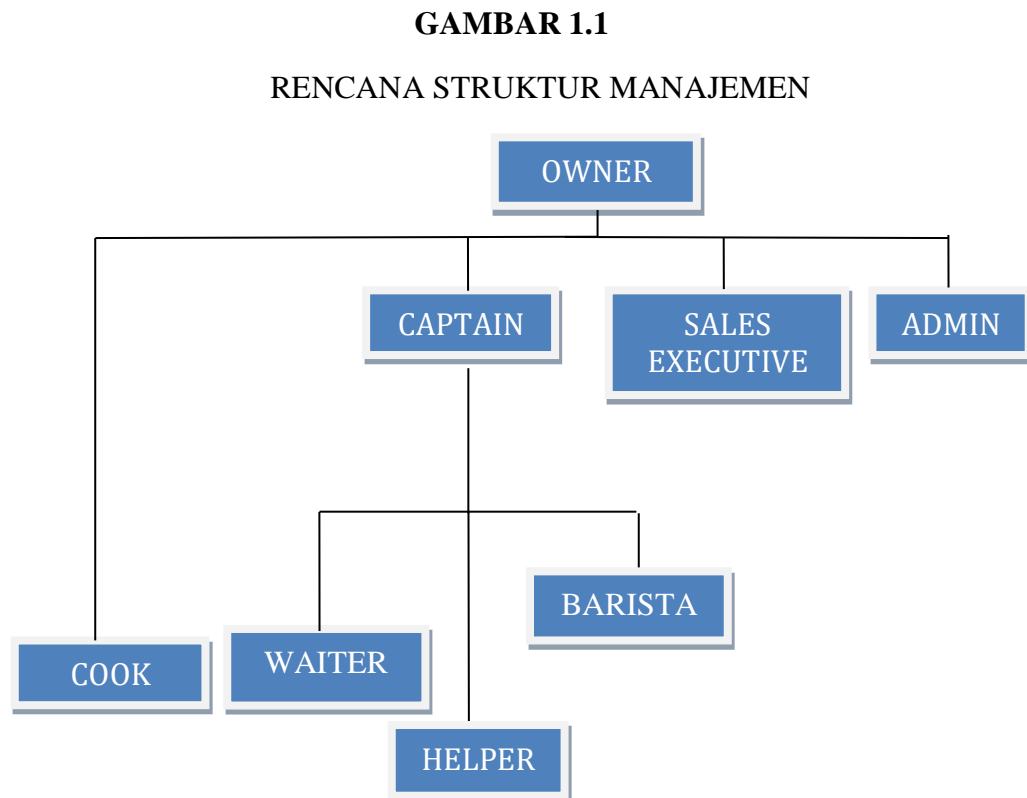 GAMBAR 1.1
RENCANA STRUKTUR MANAJEMEN
OWNER
CAPTAIN
SALES
EXECUTIVE
ADMIN
BARISTA
WAITER
COOK
HELPER